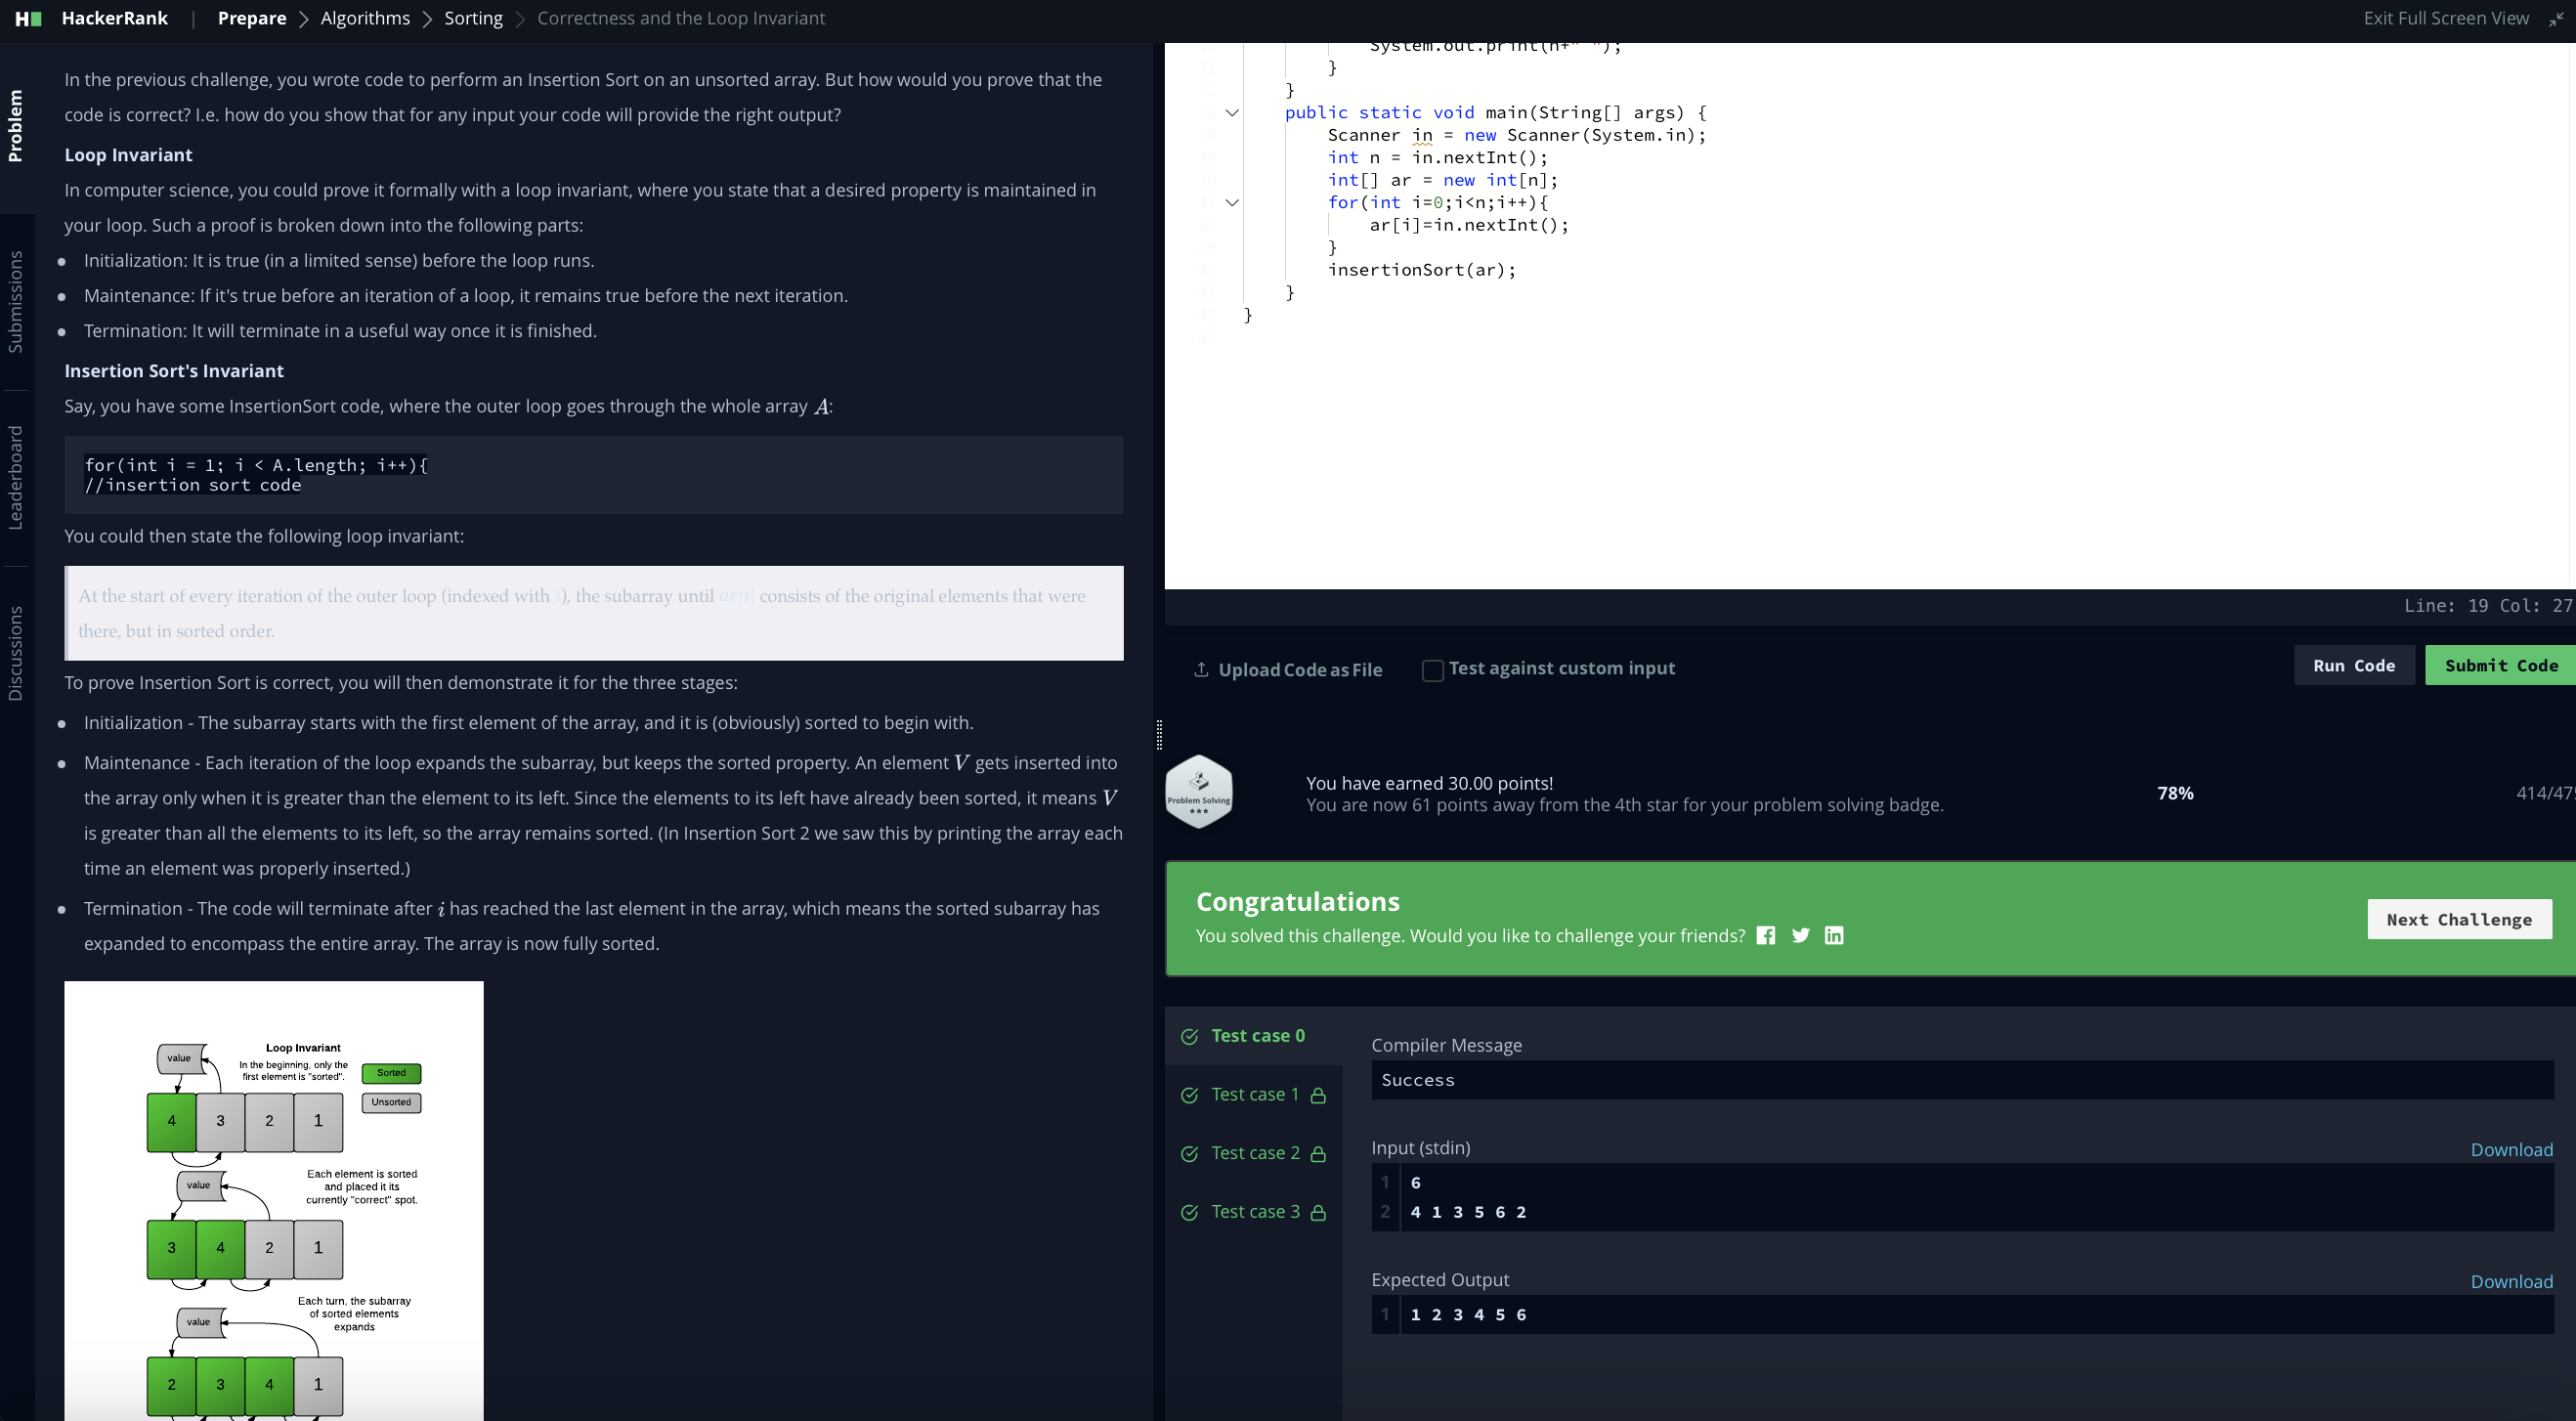 HackerRank | Prepare > Algorithms > Sorting > Correctness and the Loop Invariant
Exit Full Screen View
Problem
Submissions
Leaderboard
Discussions
In the previous challenge, you wrote code to perform an Insertion Sort on an unsorted array. But how would you prove that the
code is correct? I.e. how do you show that for any input your code will provide the right output?
Loop Invariant
In computer science, you could prove it formally with a loop invariant, where you state that a desired property is maintained in
your loop. Such a proof is broken down into the following parts:
Initialization: It is true (in a limited sense) before the loop runs.
Maintenance: If it's true before an iteration of a loop, it remains true before the next iteration.
Termination: It will terminate in a useful way once it is finished.
Insertion Sort's Invariant
Say, you have some InsertionSort code, where the outer loop goes through the whole array A:
for(int i = 1; i < A.length; i++){
//insertion sort code
You could then state the following loop invariant:
At the start of every iteration of the outer loop (indexed with i), the subarray until ar[i] consists of the original elements that were
there, but in sorted order.
To prove Insertion Sort is correct, you will then demonstrate it for the three stages:
Initialization - The subarray starts with the first element of the array, and it is (obviously) sorted to begin with.
Maintenance - Each iteration of the loop expands the subarray, but keeps the sorted property. An element V gets inserted into
the array only when it is greater than the element to its left. Since the elements to its left have already been sorted, it means V
is greater than all the elements to its left, so the array remains sorted. (In Insertion Sort 2 we saw this by printing the array each
time an element was properly inserted.)
Termination - The code will terminate after i has reached the last element in the array, which means the sorted subarray has
expanded to encompass the entire array. The array is now fully sorted.
Loop Invariant
In the beginning, only the
first element is "sorted".
value
Sorted
Unsorted
4 3 2 1
Each element is sorted
and placed it its
currently "correct" spot.
value
3 4 2 1
Each turn, the subarray
of sorted elements
expands
value
2 3 4 1
System.out.print(n+" ");
31 }
32 }
33 public static void main(String[] args) {
34 Scanner in = new Scanner(System.in);
35 int n = in.nextInt();
36 int[] ar = new int[n];
37 for(int i=0;i<n;i++){
38 ar[i]=in.nextInt();
39 }
40 insertionSort(ar);
41 }
42 }
43
Line: 19 Col: 27
Upload Code as File
Test against custom input
Run Code
Submit Code
Problem Solving
You have earned 30.00 points!
You are now 61 points away from the 4th star for your problem solving badge.
78%
414/47
Congratulations
You solved this challenge. Would you like to challenge your friends?
Next Challenge
Test case 0
Test case 1
Test case 2
Test case 3
Compiler Message
Success
Input (stdin)
Download
1 6
2 4 1 3 5 6 2
Expected Output
Download
1 1 2 3 4 5 6